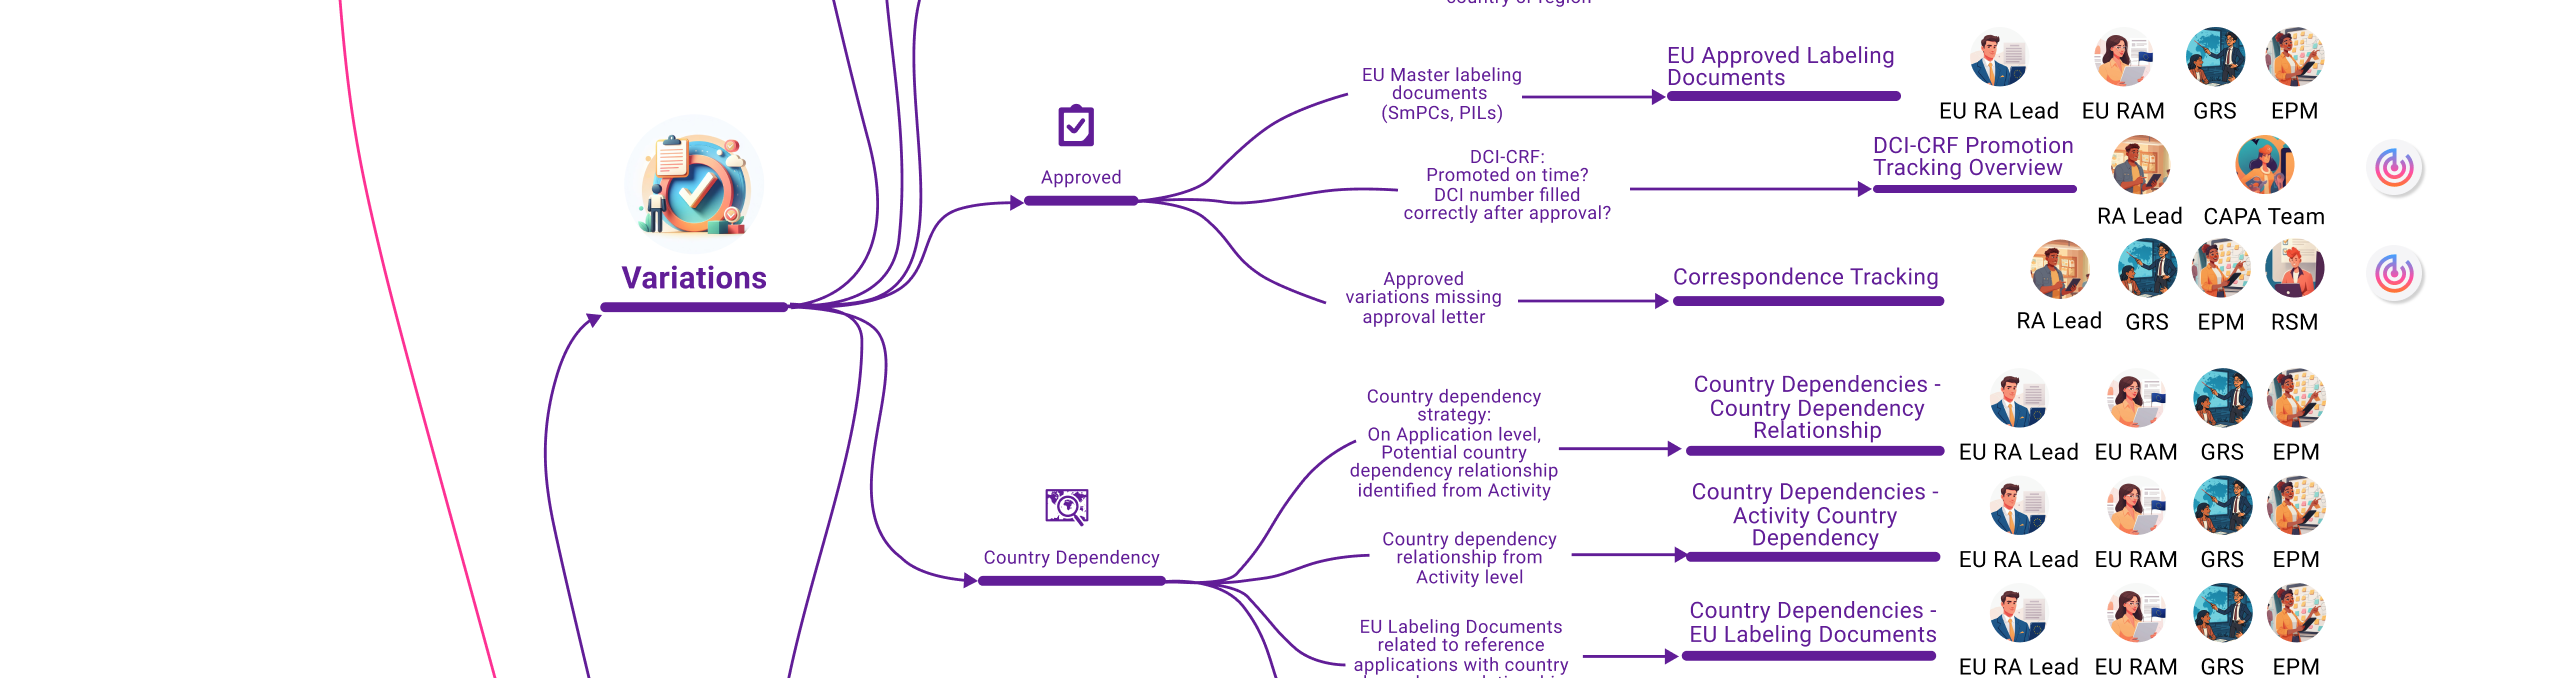 country or region
EU Master labeling
documents
(SmPCs, PILs)
EU Approved Labeling
Documents
EU RA Lead
EU RAM
GRS
EPM
Approved
DCI-CRF:
Promoted on time?
DCI number filled
correctly after approval?
DCI-CRF Promotion
Tracking Overview
RA Lead
CAPA Team
Variations
Approved
variations missing
approval letter
Correspondence Tracking
RA Lead
GRS
EPM
RSM
Country dependency
strategy:
On Application level,
Potential country
dependency relationship
identified from Activity
Country Dependencies -
Country Dependency
Relationship
EU RA Lead
EU RAM
GRS
EPM
Country Dependency
Country dependency
relationship from
Activity level
Country Dependencies -
Activity Country
Dependency
EU RA Lead
EU RAM
GRS
EPM
EU Labeling Documents
related to reference
applications with country
Country Dependencies -
EU Labeling Documents
EU RA Lead
EU RAM
GRS
EPM